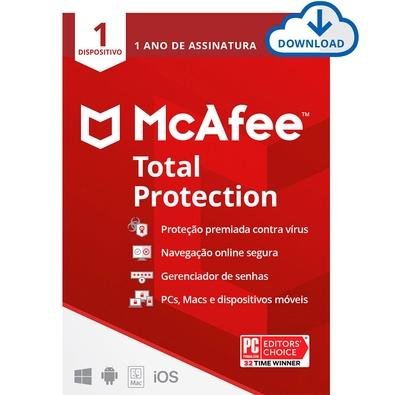 1
DISPOSITIVO
1 ANO DE ASSINATURA
DOWNLOAD
McAfee™
Total
Protection
Proteção premiada contra vírus
Navegação online segura
Gerenciador de senhas
PCs, Macs e dispositivos móveis
PC
EDITORS'
CHOICE
32 TIME WINNER
Mac
iOS